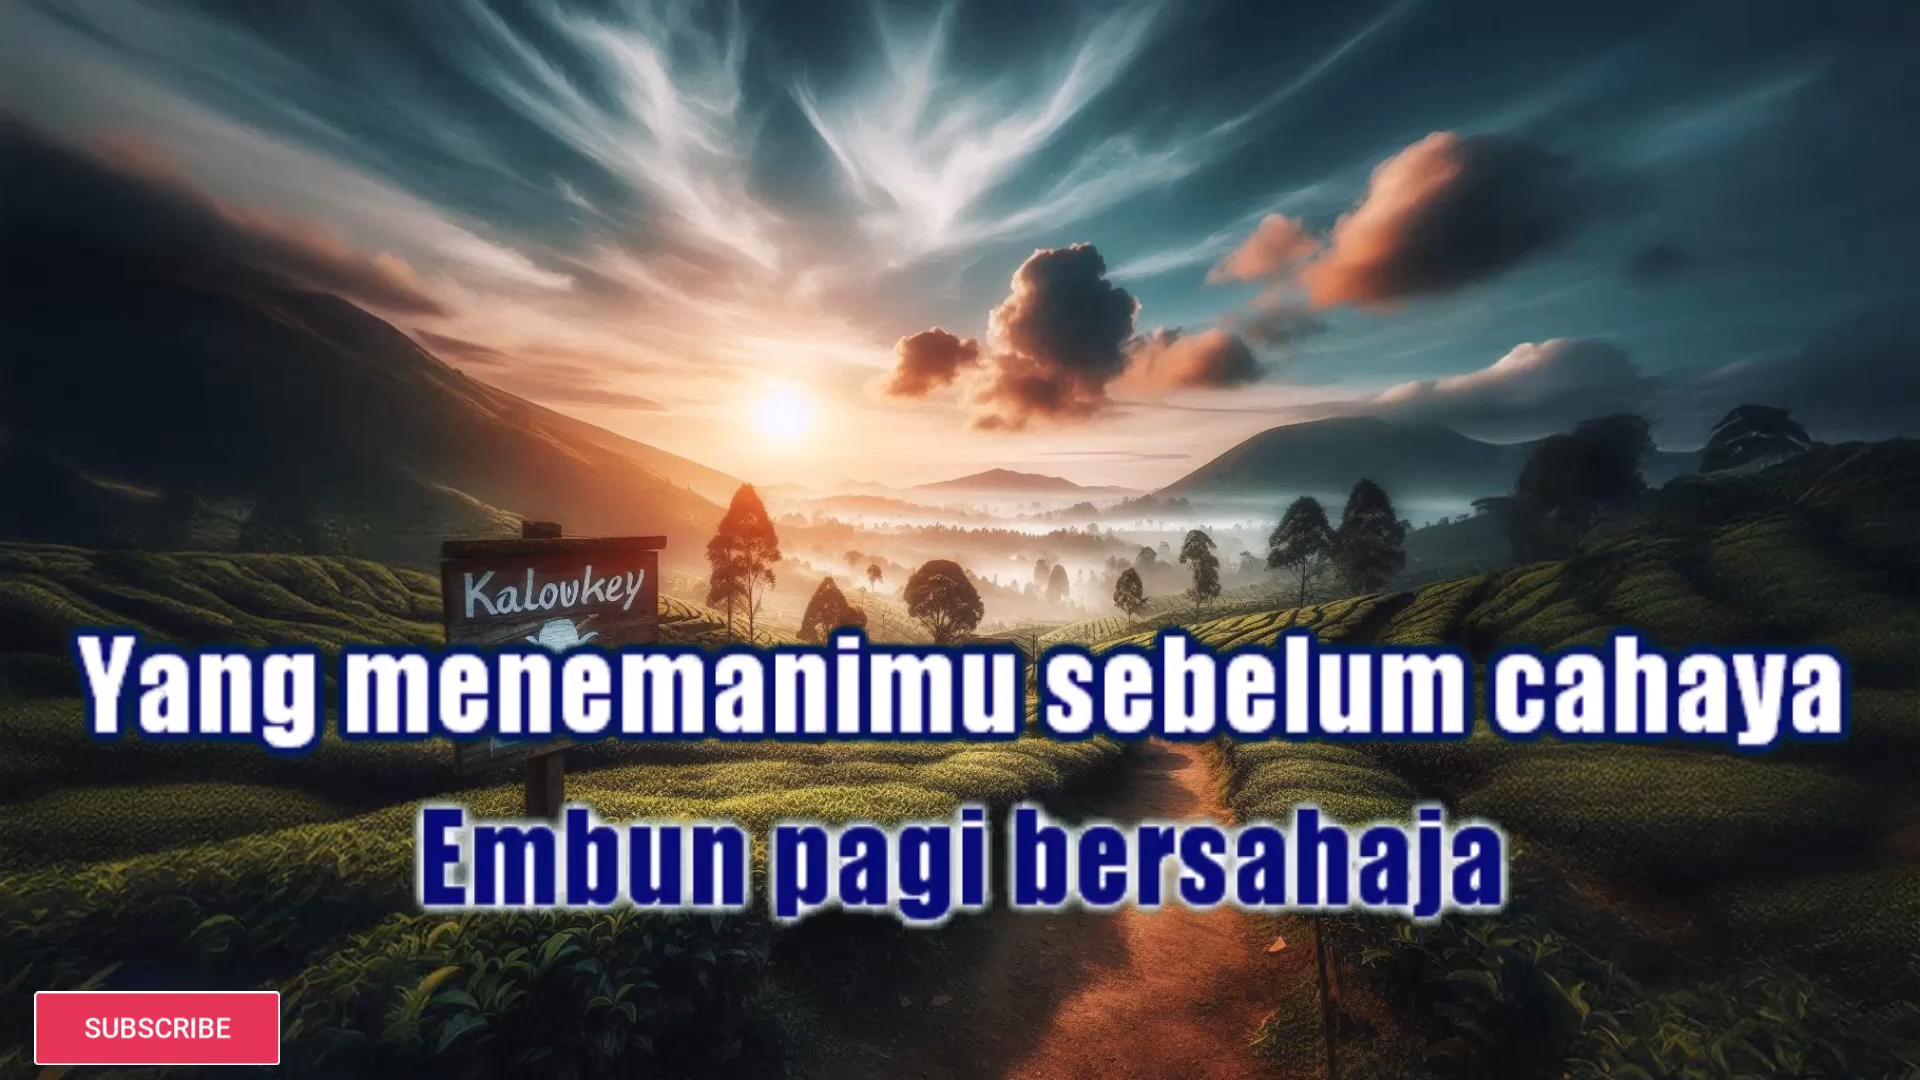 Kaloukey
Yang menemanimu sebelum cahaya
Embun pagi bersahaja
SUBSCRIBE